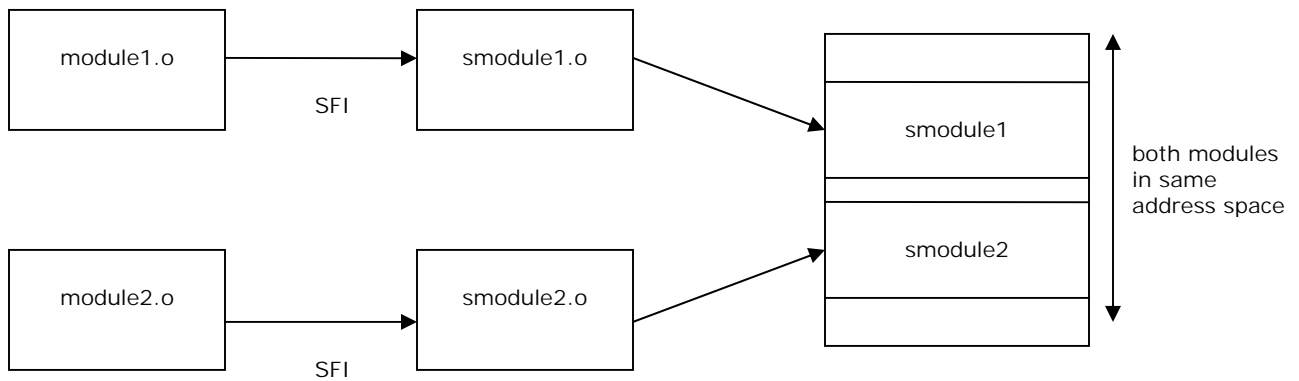 module1.o
SFI
smodule1.o
smodule1
both modules
in same
address space
smodule2
module2.o
SFI
smodule2.o